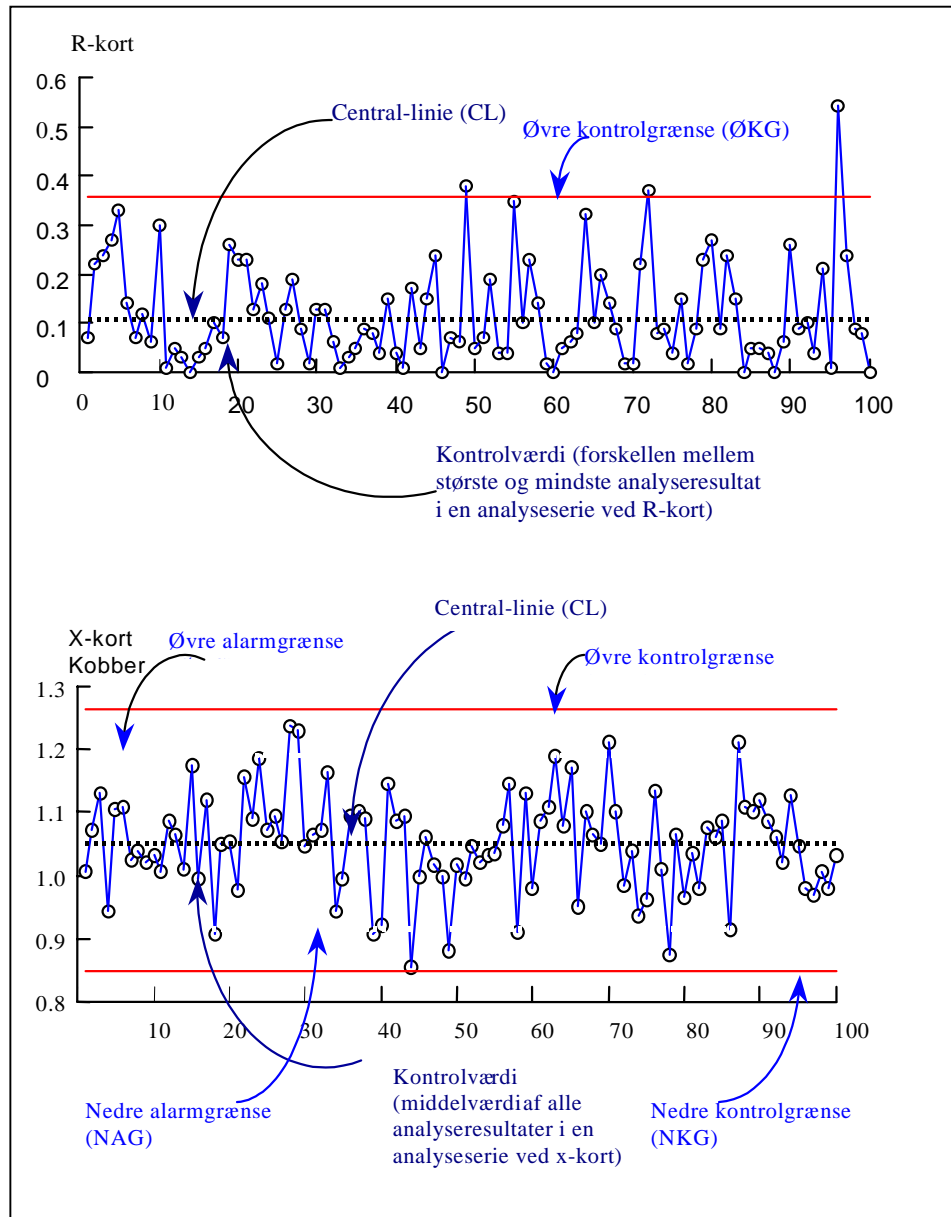 R-kort
0.6
Central-linie (CL)
Øvre kontrolgrænse (ØKG)
0.5
0.4
0.3
0.2
0.1
0
0 10 20 30 40 50 60 70 80 90 100
Kontrolværdi (forskellen mellem
største og mindste analyseresultat
i en analyseserie ved R-kort)
Central-linie (CL)
X-kort
Kobber
Øvre alarmgrænse
Øvre kontrolgrænse
1.3
1.2
1.1
1.0
0.9
0.8
10 20 30 40 50 60 70 80 90 100
Kontrolværdi
(middelværdiaf alle
analyseresultater i en
analyseserie ved x-kort)
Nedre alarmgrænse
(NAG)
Nedre kontrolgrænse
(NKG)